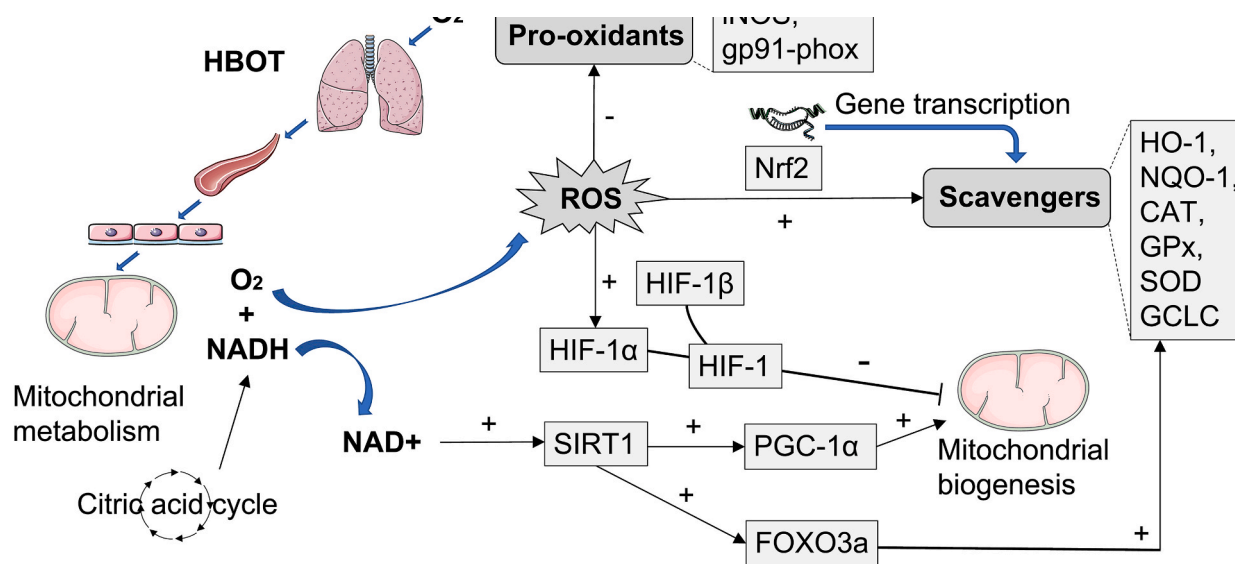 O2
iNOS,
Pro-oxidants
gp91-phox
HBOT
-
Gene transcription
Nrf2
HO-1,
NQO-1,
CAT,
GPx,
SOD
GCLC
ROS
+
Scavengers
O2
+
NADH
+
HIF-1β
HIF-1α
HIF-1
-
Mitochondrial
metabolism
NAD+
+
SIRT1
+
PGC-1α
+
Mitochondrial
biogenesis
Citric acid cycle
+
FOXO3a
+